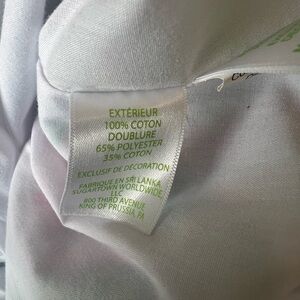 EXTÉRIEUR
100% COTON
DOUBLURE
65% POLYESTER
35% COTON
EXCLUSIF DE DÉCORATION
FABRIQUE EN SRI LANKA
SUGARTOWN WORLDWIDE
LLC
800 THIRD AVENUE
KING OF PRUSSIA PA